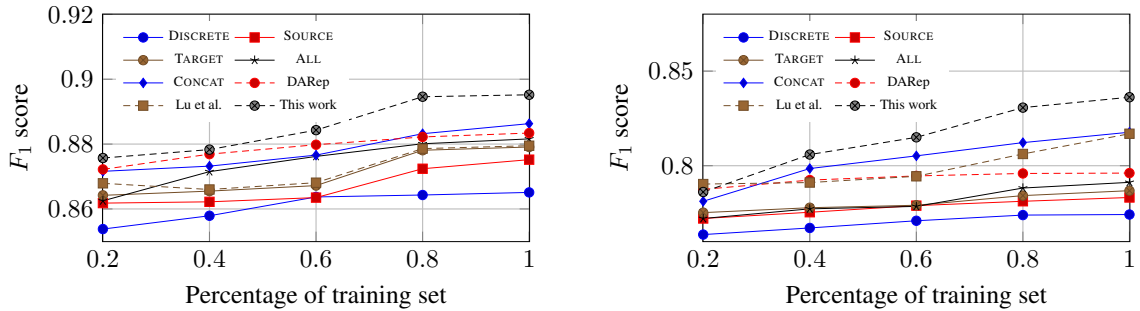 0.92
0.9
0.88
0.86
F1 score
DISCRETE SOURCE
TARGET ALL
CONCAT DARep
Lu et al. This work
0.2 0.4 0.6 0.8 1
Percentage of training set
0.85
0.8
F1 score
DISCRETE SOURCE
TARGET ALL
CONCAT DARep
Lu et al. This work
0.2 0.4 0.6 0.8 1
Percentage of training set